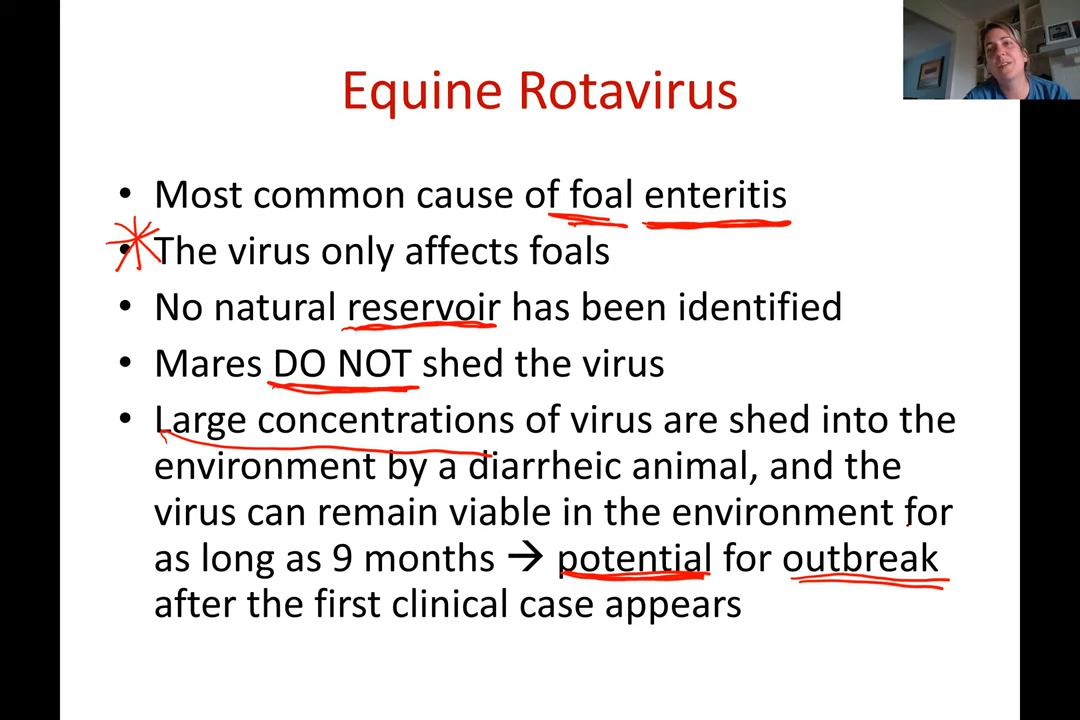 Equine Rotavirus
• Most common cause of foal enteritis
• The virus only affects foals
• No natural reservoir has been identified
• Mares DO NOT shed the virus
• Large concentrations of virus are shed into the
environment by a diarrheic animal, and the
virus can remain viable in the environment for
as long as 9 months → potential for outbreak
after the first clinical case appears